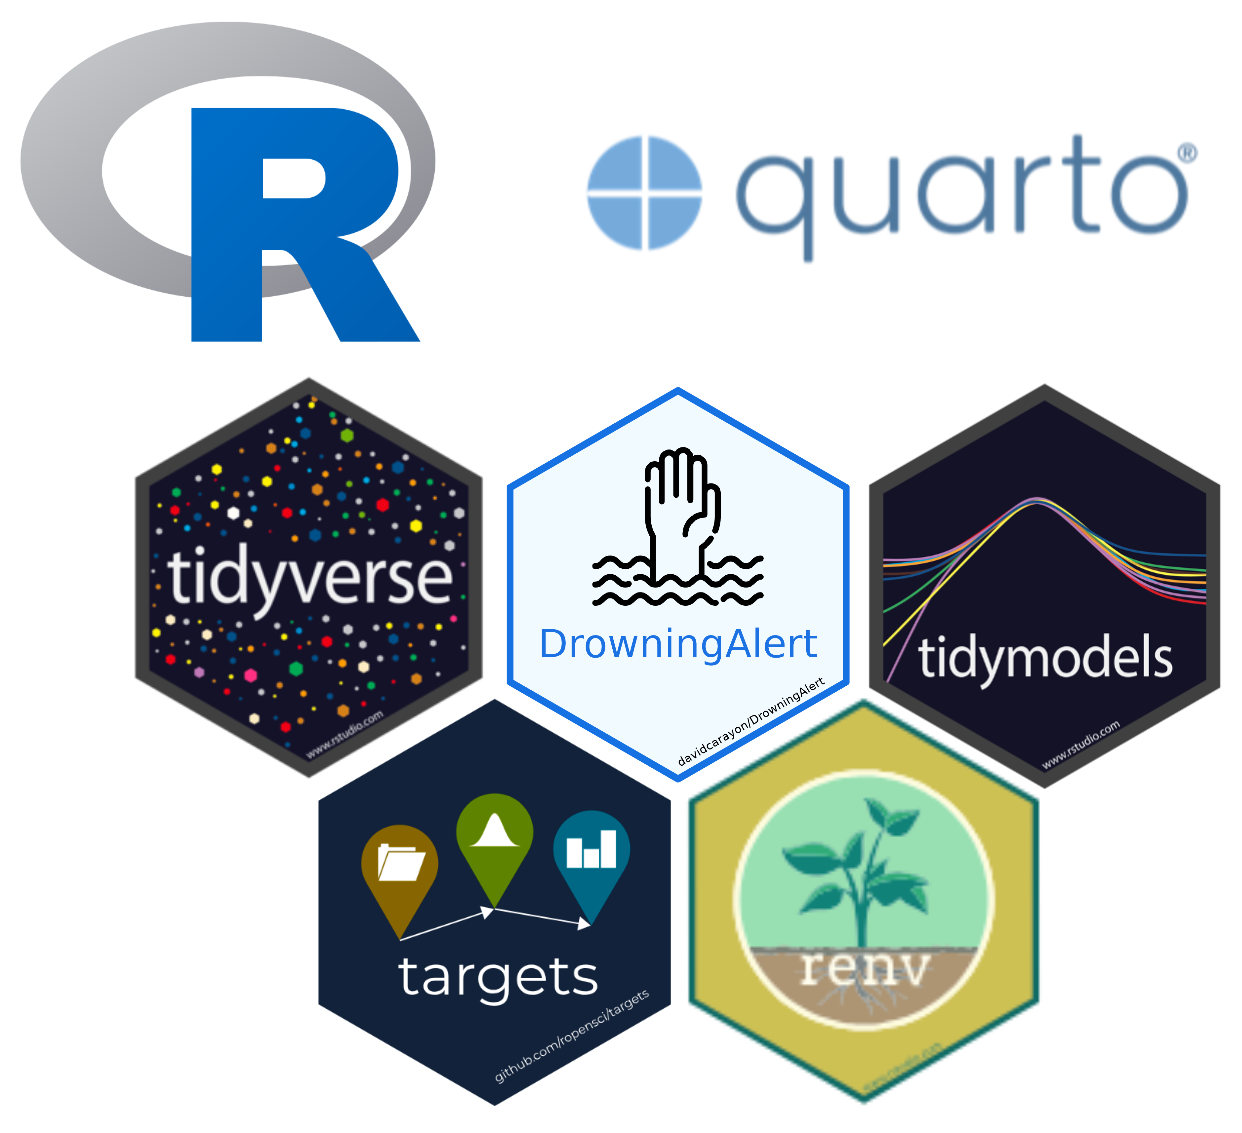 R
quarto®
tidyverse
www.rstudio.com
DrowningAlert
davidcarayon/DrowningAlert
tidymodels
www.rstudio.com
targets
github.com/ropensci/targets
renv